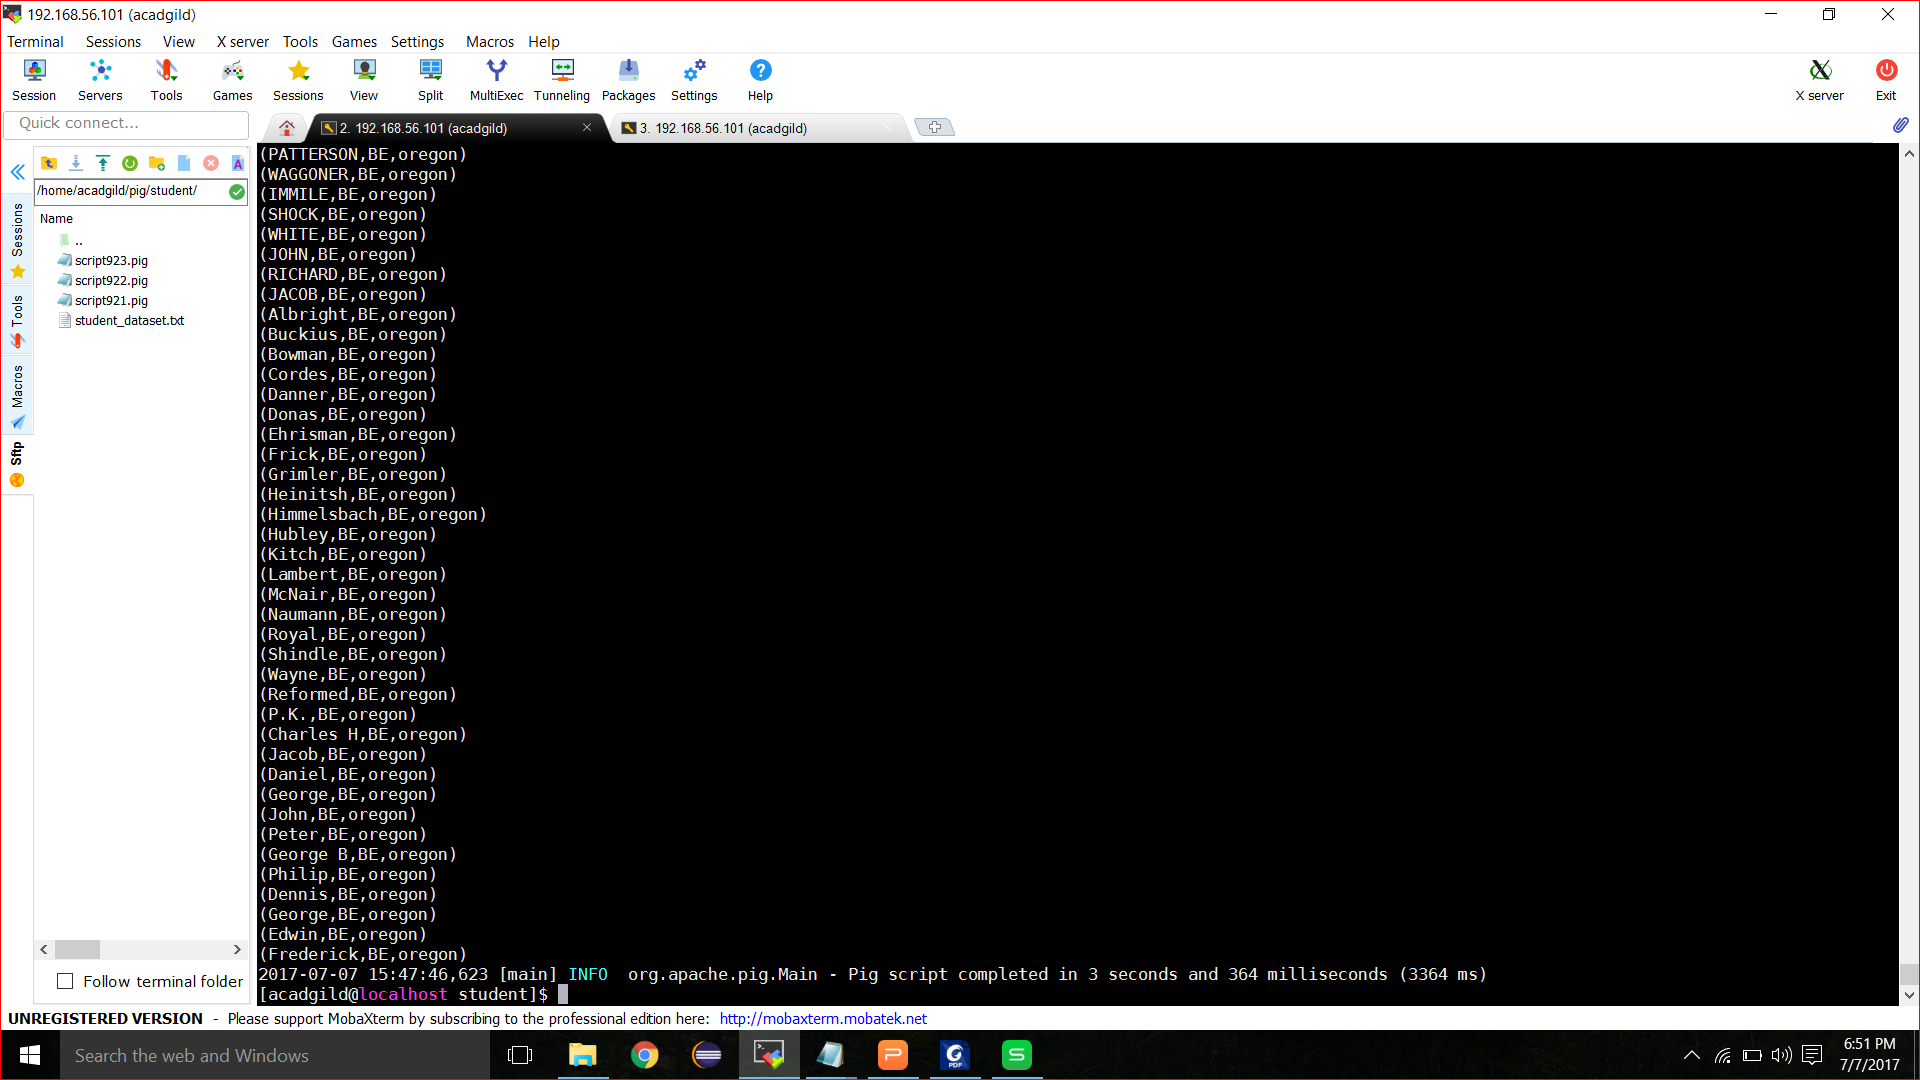 192.168.56.101 (acadgild)
Terminal Sessions View X server Tools Games Settings Macros Help
Session Servers Tools Games Sessions View Split MultiExec Tunneling Packages Settings Help X server Exit
Quick connect...
2. 192.168.56.101 (acadgild)
3. 192.168.56.101 (acadgild)
/home/acadgild/pig/student/
Name
..
script923.pig
script922.pig
script921.pig
student_dataset.txt
Sessions
Tools
Macros
Sftp
Follow terminal folder
(PATTERSON,BE,oregon)
(WAGGONER,BE,oregon)
(IMMILE,BE,oregon)
(SHOCK,BE,oregon)
(WHITE,BE,oregon)
(JOHN,BE,oregon)
(RICHARD,BE,oregon)
(JACOB,BE,oregon)
(Albright,BE,oregon)
(Buckius,BE,oregon)
(Bowman,BE,oregon)
(Cordes,BE,oregon)
(Danner,BE,oregon)
(Donas,BE,oregon)
(Ehrisman,BE,oregon)
(Frick,BE,oregon)
(Grimler,BE,oregon)
(Heinitsh,BE,oregon)
(Himmelsbach,BE,oregon)
(Hubley,BE,oregon)
(Kitch,BE,oregon)
(Lambert,BE,oregon)
(McNair,BE,oregon)
(Naumann,BE,oregon)
(Royal,BE,oregon)
(Shindle,BE,oregon)
(Wayne,BE,oregon)
(Reformed,BE,oregon)
(P.K.,BE,oregon)
(Charles H,BE,oregon)
(Jacob,BE,oregon)
(Daniel,BE,oregon)
(George,BE,oregon)
(John,BE,oregon)
(Peter,BE,oregon)
(George B,BE,oregon)
(Philip,BE,oregon)
(Dennis,BE,oregon)
(George,BE,oregon)
(Edwin,BE,oregon)
(Frederick,BE,oregon)
2017-07-07 15:47:46,623 [main] INFO  org.apache.pig.Main - Pig script completed in 3 seconds and 364 milliseconds (3364 ms)
[acadgild@localhost student]$
UNREGISTERED VERSION - Please support MobaXterm by subscribing to the professional edition here: http://mobaxterm.mobatek.net
Search the web and Windows
6:51 PM
7/7/2017